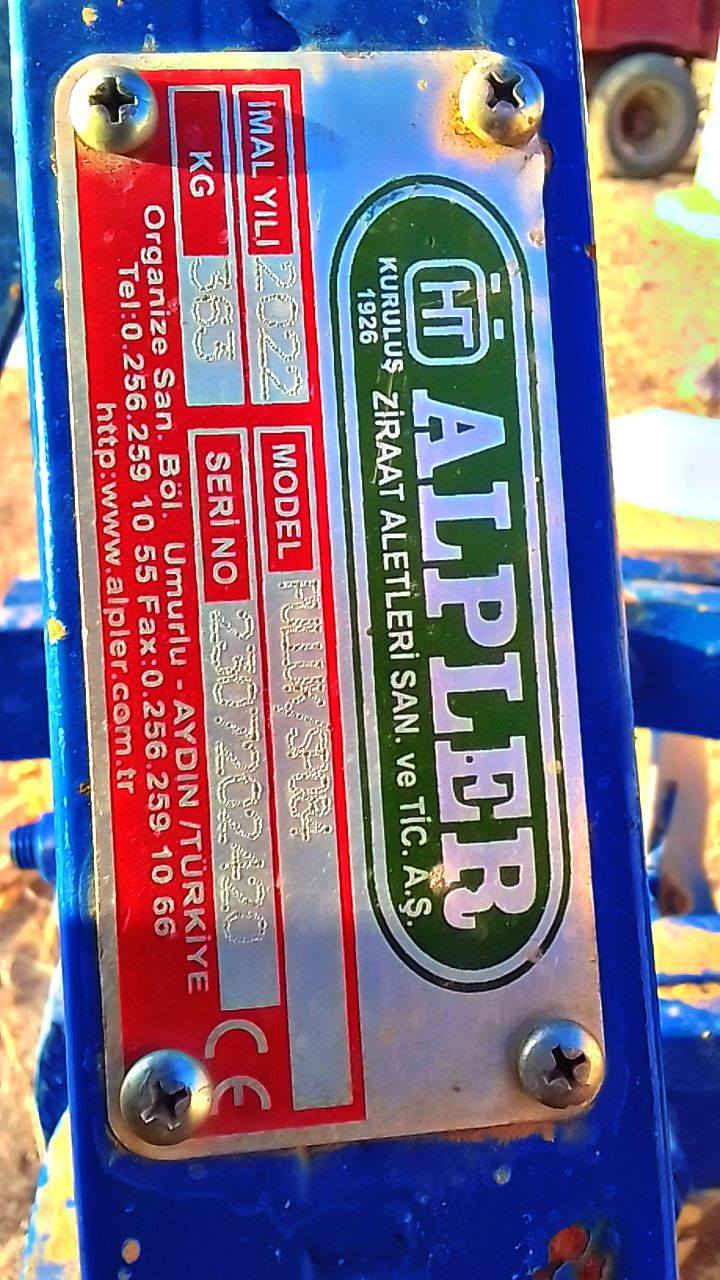 HT
ALPLER
KURULUŞ
1926
ZİRAAT ALETLERİ SAN. ve TİC. A.Ş.
İMAL YILI 2022 MODEL
KG 363 SERİ NO
CE
Organize San. Böl. Umurlu - AYDIN /TÜRKİYE
Tel:0.256.259 10 55 Fax:0.256.259 10 66
http:www.alpler.com.tr